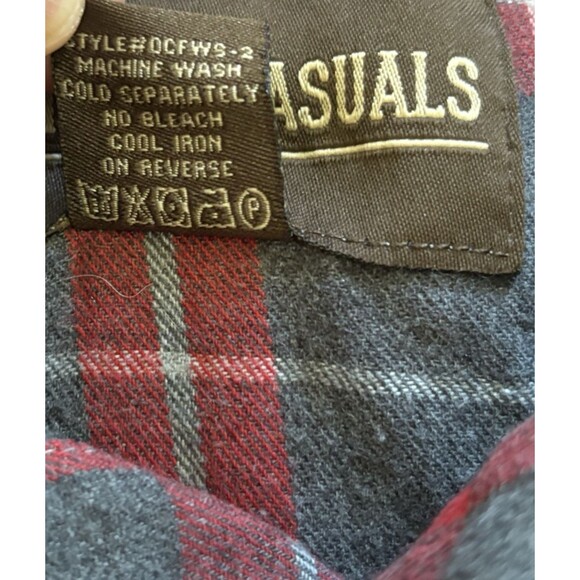 STYLE#OCFWS-2
MACHINE WASH
COLD SEPARATELY
NO BLEACH
COOL IRON
ON REVERSE
P
ASUALS